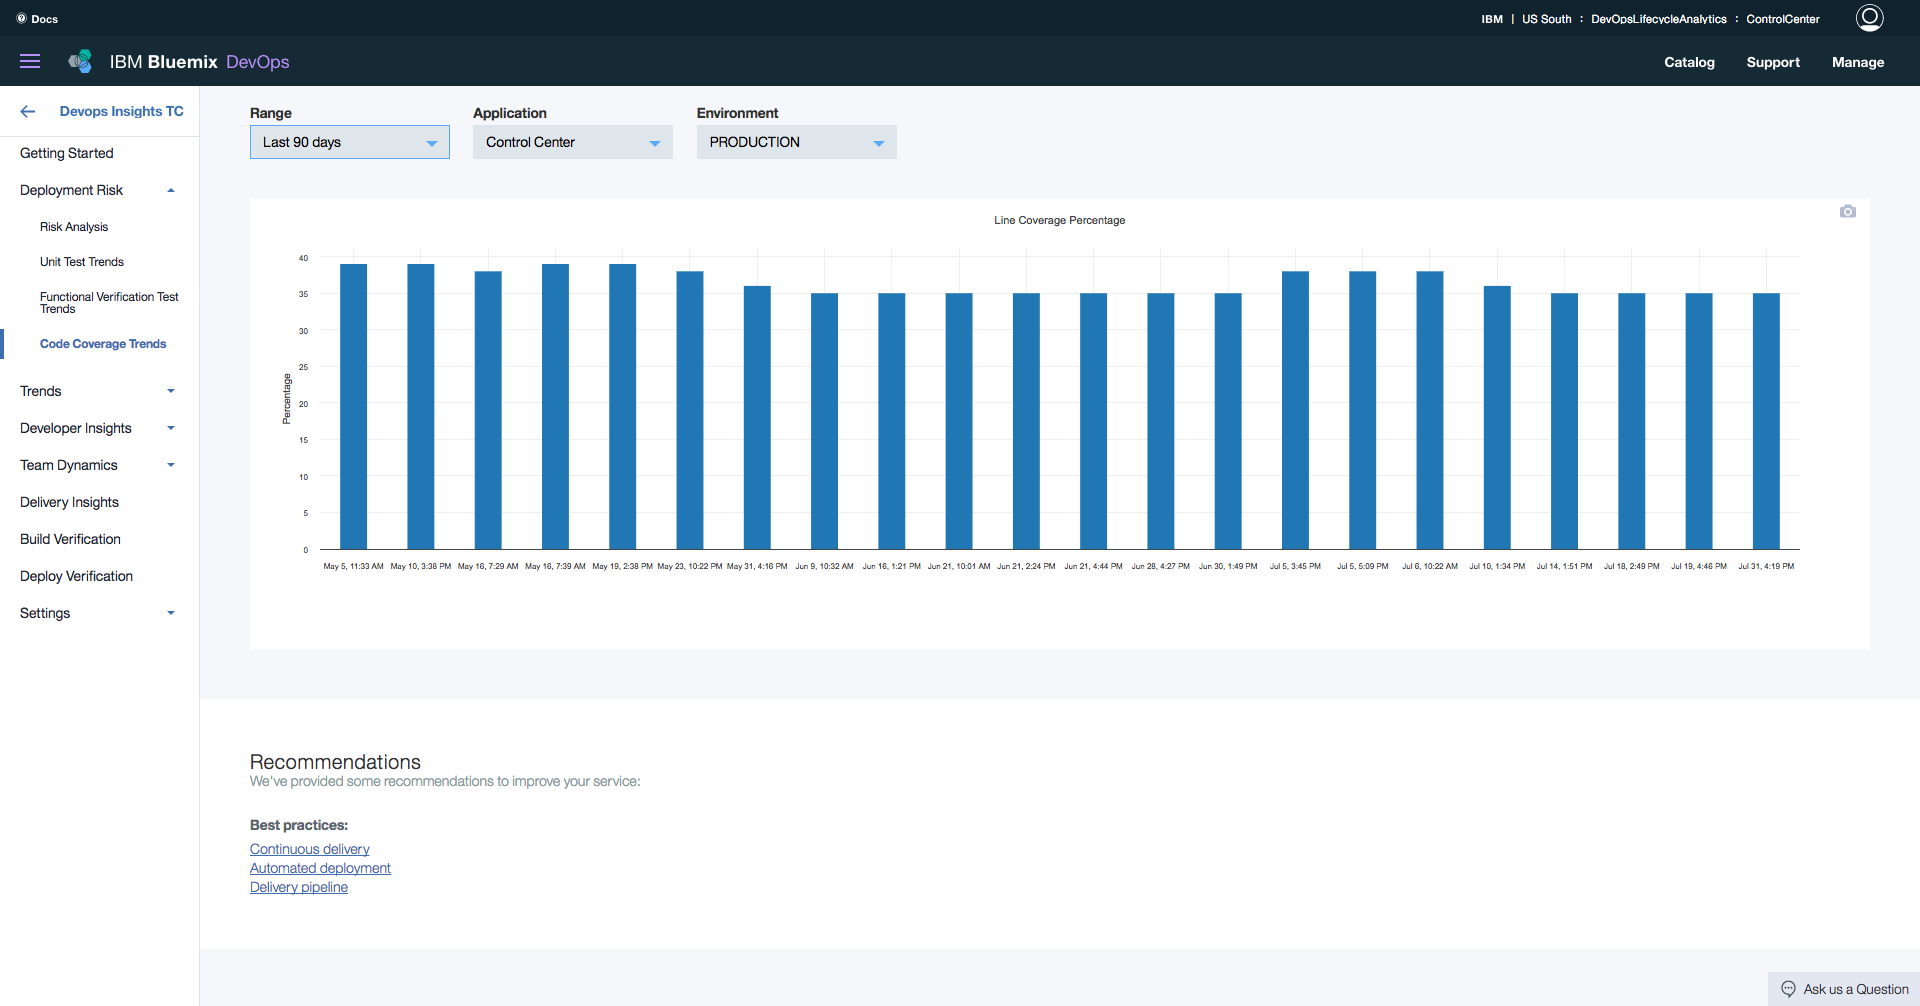 Docs
IBM | US South : DevOpsLifecycleAnalytics : ControlCenter
IBM Bluemix DevOps
Catalog
Support
Manage
Devops Insights TC
Getting Started
Deployment Risk
Risk Analysis
Unit Test Trends
Functional Verification Test
Trends
Code Coverage Trends
Trends
Developer Insights
Team Dynamics
Delivery Insights
Build Verification
Deploy Verification
Settings
Range
Application
Environment
Last 90 days
Control Center
PRODUCTION
Line Coverage Percentage
Percentage
40
35
30
25
20
15
10
5
0
May 5, 11:33 AM
May 10, 3:38 PM
May 16, 7:29 AM
May 16, 7:39 AM
May 19, 2:38 PM
May 23, 10:22 PM
May 31, 4:16 PM
Jun 9, 10:32 AM
Jun 16, 1:21 PM
Jun 21, 10:01 AM
Jun 21, 2:24 PM
Jun 21, 4:44 PM
Jun 28, 4:27 PM
Jun 30, 1:49 PM
Jul 5, 3:45 PM
Jul 5, 5:09 PM
Jul 6, 10:22 AM
Jul 10, 1:34 PM
Jul 14, 1:51 PM
Jul 18, 2:49 PM
Jul 19, 4:46 PM
Jul 31, 4:19 PM
Recommendations
We've provided some recommendations to improve your service:
Best practices:
Continuous delivery
Automated deployment
Delivery pipeline
Ask us a Question